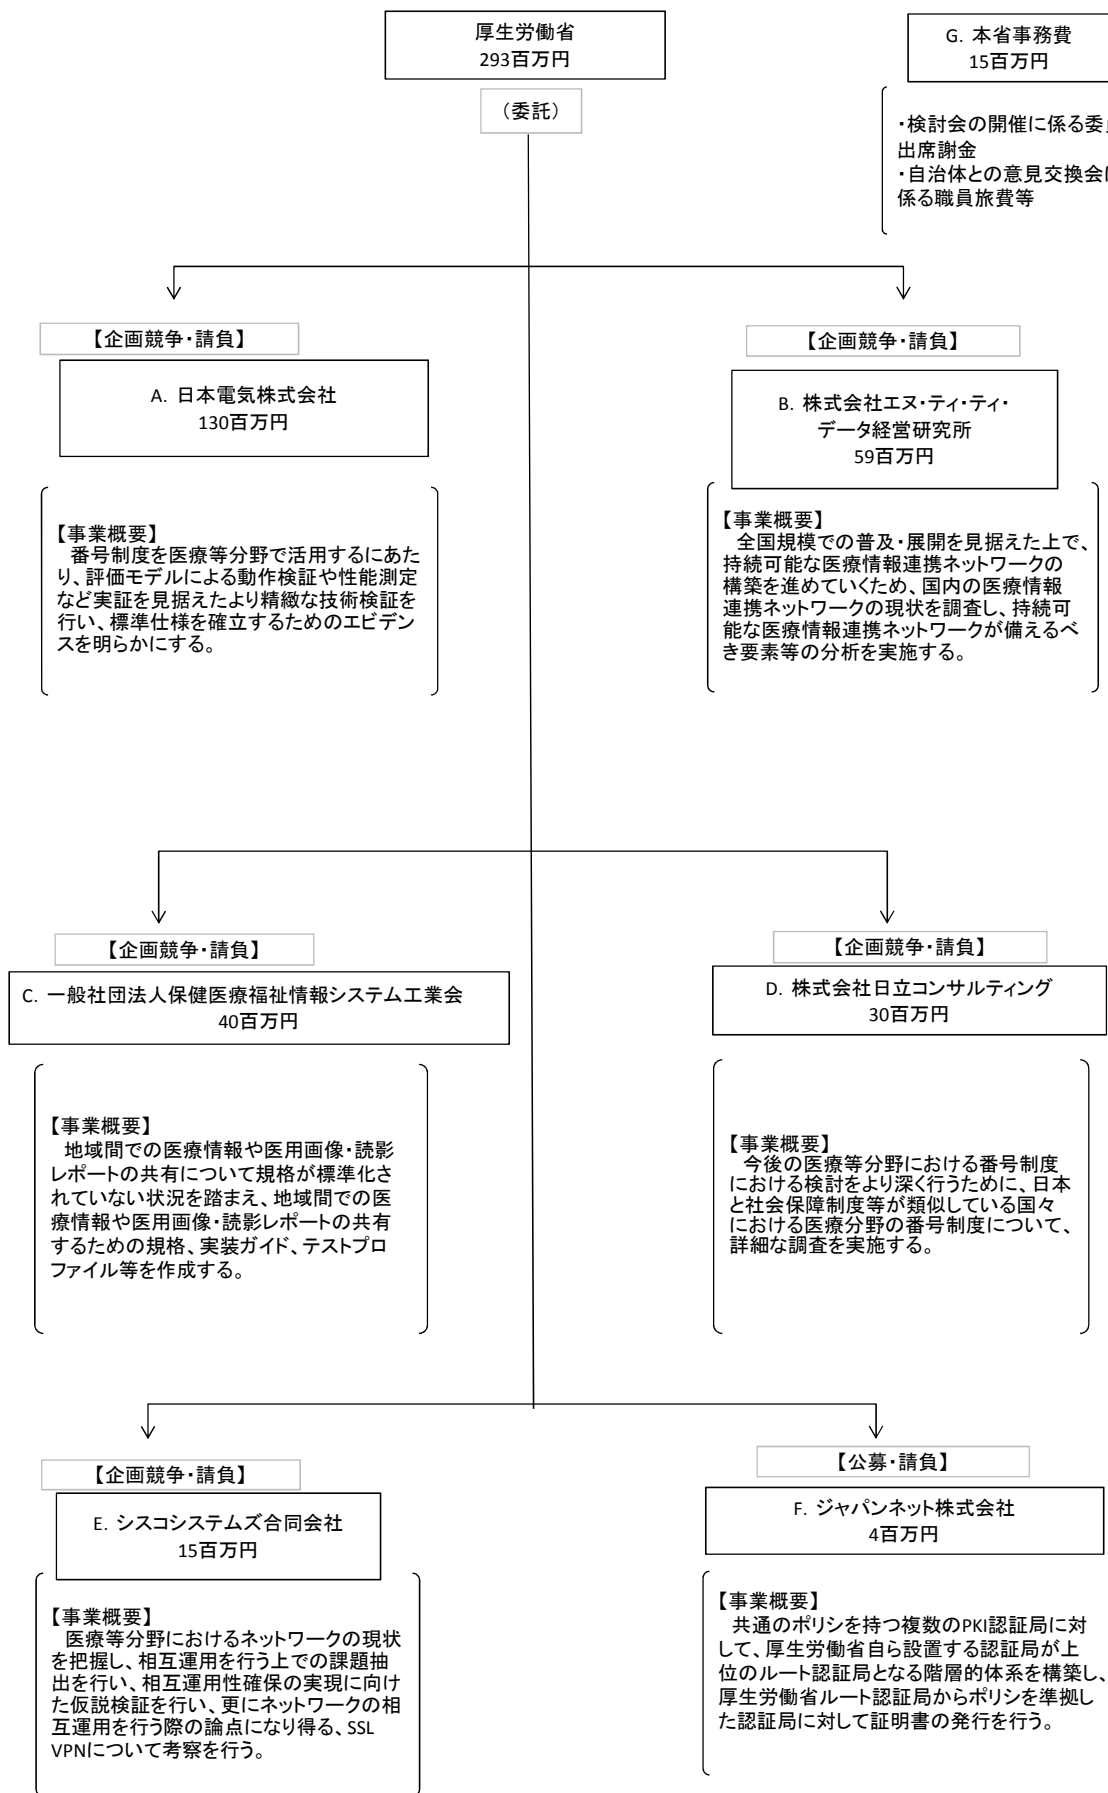 厚生労働省
293百万円
(委託)
G. 本省事務費
15百万円
・検討会の開催に係る委
出席謝金
・自治体との意見交換会
係る職員旅費等
【企画競争・請負】
A. 日本電気株式会社
130百万円
【事業概要】
番号制度を医療等分野で活用するにあた
り、評価モデルによる動作検証や性能測定
など実証を見据えたより精緻な技術検証を
行い、標準仕様を確立するためのエビデン
スを明らかにする。
【企画競争・請負】
B. 株式会社エヌ・ティ・ティ・
データ経営研究所
59百万円
【事業概要】
全国規模での普及・展開を見据えた上で、
持続可能な医療情報連携ネットワークの
構築を進めていくため、国内の医療情報
連携ネットワークの現状を調査し、持続可
能な医療情報連携ネットワークが備えるべ
き要素等の分析を実施する。
【企画競争・請負】
C. 一般社団法人保健医療福祉情報システム工業会
40百万円
【事業概要】
地域間での医療情報や医用画像・読影
レポートの共有について規格が標準化さ
れていない状況を踏まえ、地域間での医
療情報や医用画像・読影レポートの共有
するための規格、実装ガイド、テストプロ
ファイル等を作成する。
【企画競争・請負】
D. 株式会社日立コンサルティング
30百万円
【事業概要】
今後の医療等分野における番号制度
における検討をより深く行うために、日本
と社会保障制度等が類似している国々
における医療分野の番号制度について、
詳細な調査を実施する。
【企画競争・請負】
E. シスコシステムズ合同会社
15百万円
【事業概要】
医療等分野におけるネットワークの現状
を把握し、相互運用を行う上での課題抽
出を行い、相互運用性確保の実現に向け
た仮説検証を行い、更にネットワークの相
互運用を行う際の論点になり得る、SSL
VPNについて考察を行う。
【公募・請負】
F. ジャパンネット株式会社
4百万円
【事業概要】
共通のポリシを持つ複数のPKI認証局に対
して、厚生労働省自ら設置する認証局が上
位のルート認証局となる階層的体系を構築し、
厚生労働省ルート認証局からポリシを準拠し
た認証局に対して証明書の発行を行う。